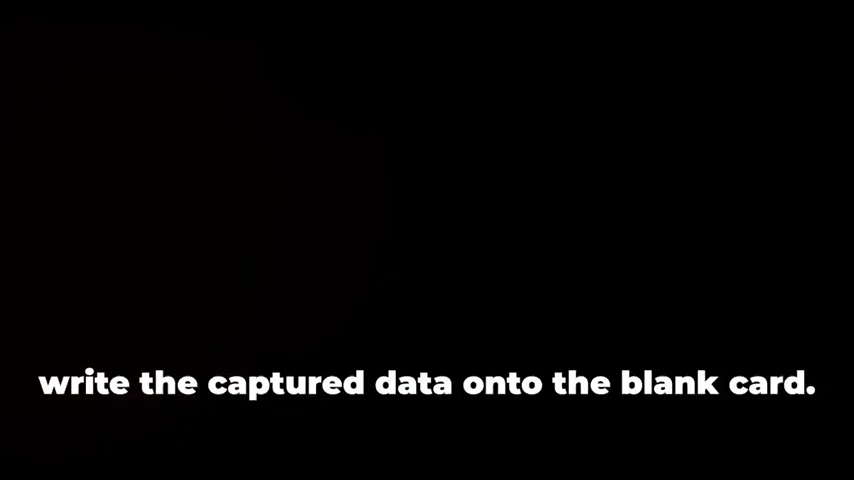 write the captured data onto the blank card.